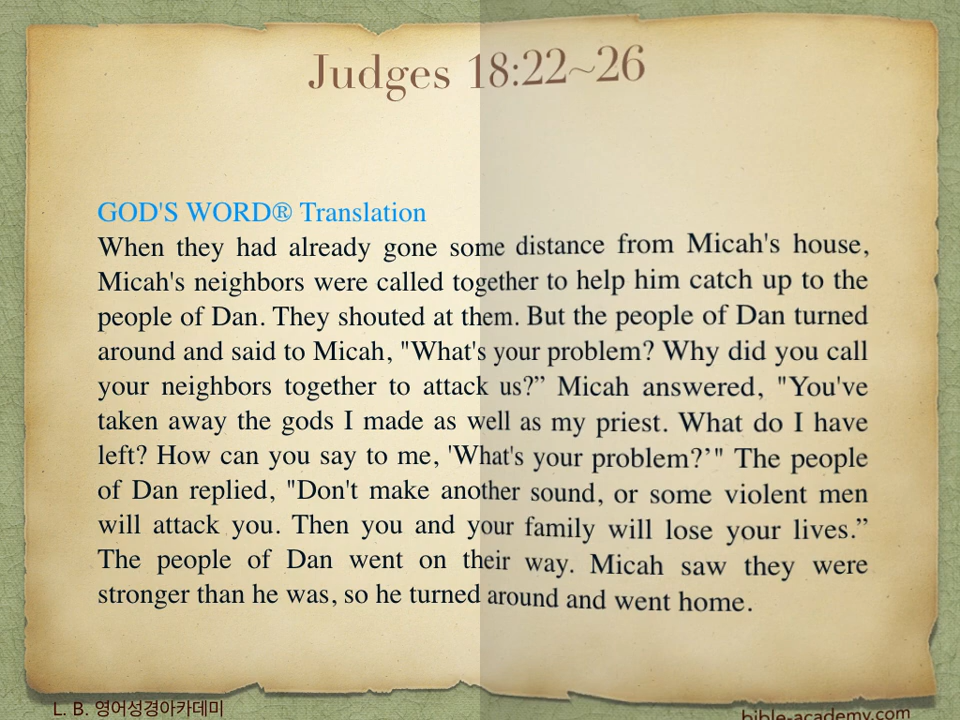 Judges 18:22~26
GOD'S WORD® Translation
When they had already gone some distance from Micah's house,
Micah's neighbors were called together to help him catch up to the
people of Dan. They shouted at them. But the people of Dan turned
around and said to Micah, "What's your problem? Why did you call
your neighbors together to attack us?” Micah answered, "You've
taken away the gods I made as well as my priest. What do I have
left? How can you say to me, 'What's your problem?’" The people
of Dan replied, "Don't make another sound, or some violent men
will attack you. Then you and your family will lose your lives.”
The people of Dan went on their way. Micah saw they were
stronger than he was, so he turned around and went home.
L. B. 영어성경아카데미
bible-academy.com